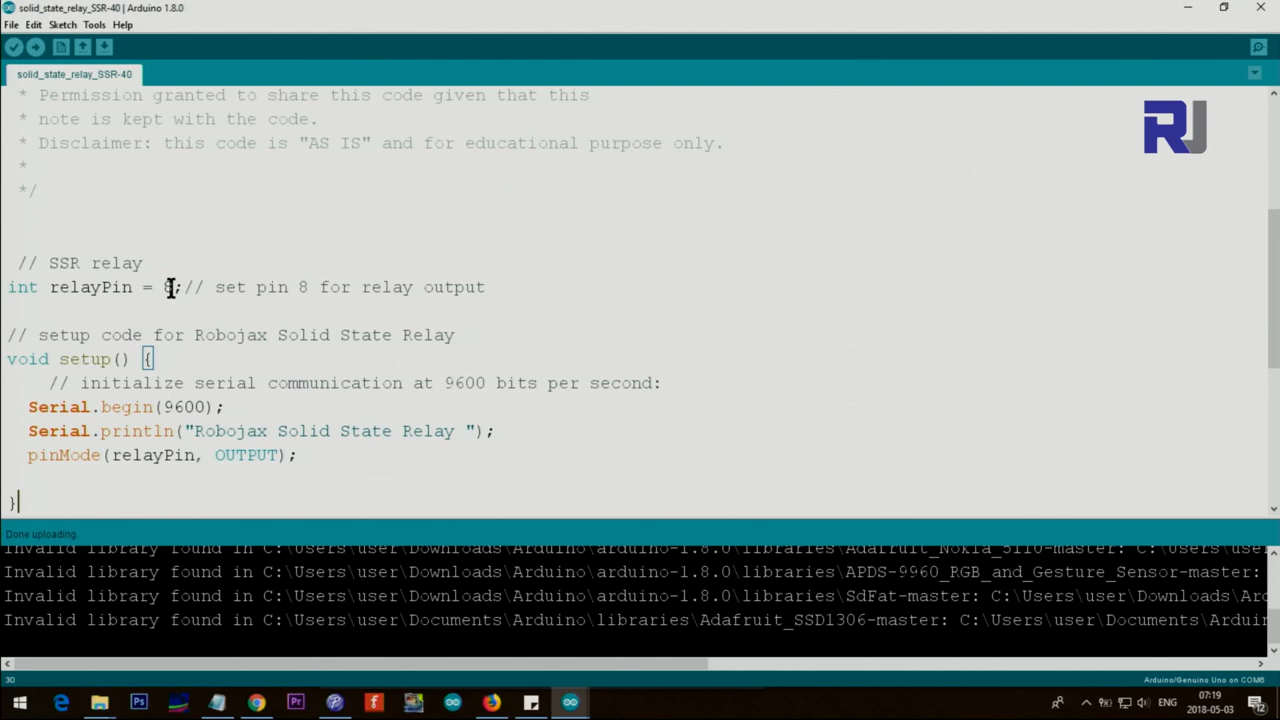 solid_state_relay_SSR-40 | Arduino 1.8.0
File Edit Sketch Tools Help
solid_state_relay_SSR-40
* Permission granted to share this code given that this
* note is kept with the code.
* Disclaimer: this code is "AS IS" and for educational purpose only.
*
*/
RJ
// SSR relay
int relayPin = 8;// set pin 8 for relay output
// setup code for Robojax Solid State Relay
void setup() {
// initialize serial communication at 9600 bits per second:
Serial.begin(9600);
Serial.println("Robojax Solid State Relay ");
pinMode(relayPin, OUTPUT);
}
Done uploading.
Invalid library found in C:\Users\user\Downloads\Arduino\arduino-1.8.0\libraries\Adafruit_Nokia_5110-master: C:\Users\user
Invalid library found in C:\Users\user\Downloads\Arduino\arduino-1.8.0\libraries\APDS-9960_RGB_and_Gesture_Sensor-master:
Invalid library found in C:\Users\user\Downloads\Arduino\arduino-1.8.0\libraries\SdFat-master: C:\Users\user\Downloads\Ard
Invalid library found in C:\Users\user\Documents\Arduino\libraries\Adafruit_SSD1306-master: C:\Users\user\Documents\Arduin
30
Arduino/Genuino Uno on COM6
ENG
07:19
2018-05-03
12